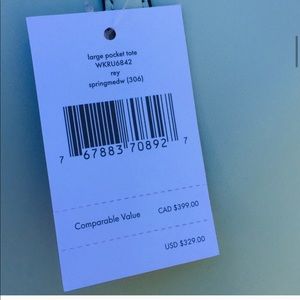 large pocket tote
WKRU6842
rey
springmedw (306)
7 67883 70892 7
Comparable Value CAD $399.00
USD $329.00